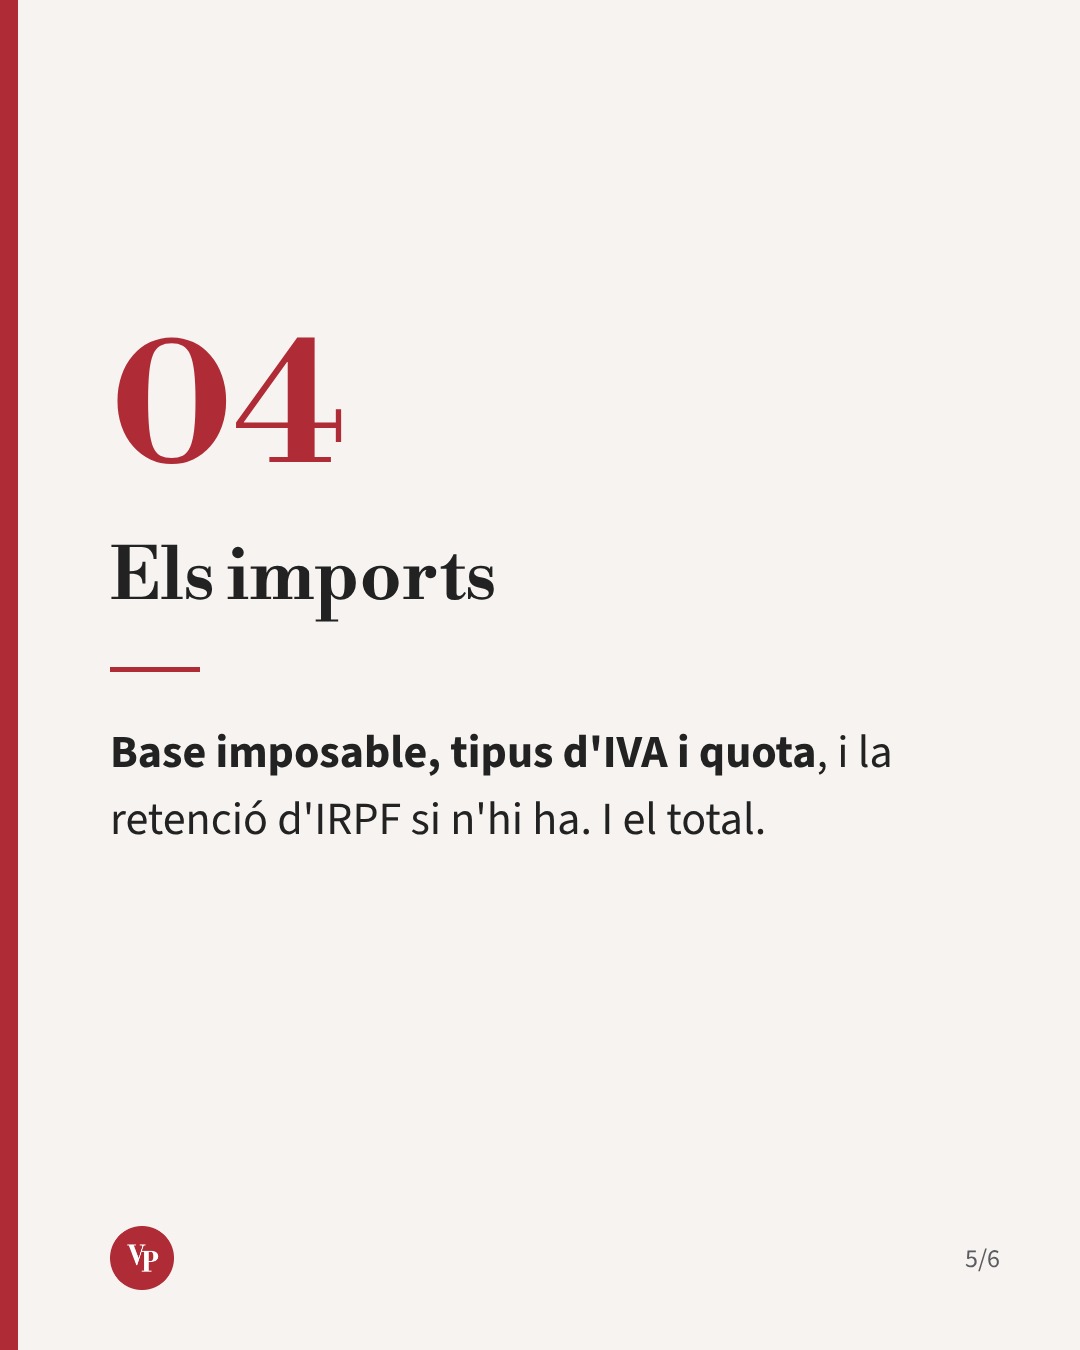 04
Els imports
Base imposable, tipus d'IVA i quota, i la
retenció d'IRPF si n'hi ha. I el total.
VP
5/6